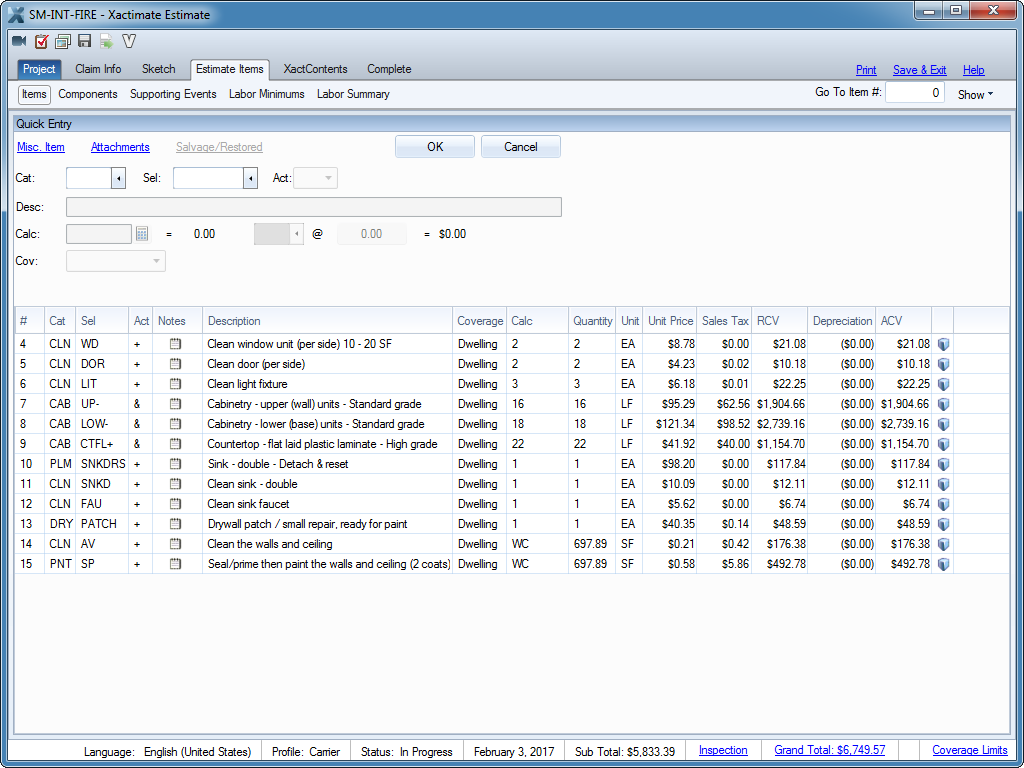 SM-INT-FIRE - Xactimate Estimate
Project Claim Info Sketch Estimate Items XactContents Complete Print Save & Exit Help
Items Components Supporting Events Labor Minimums Labor Summary Go To Item #: 0 Show
Quick Entry
Misc. Item Attachments Salvage/Restored OK Cancel
Cat: Sel: Act:
Desc:
Calc: = 0.00 @ 0.00 = $0.00
Cov:
# Cat Sel Act Notes Description Coverage Calc Quantity Unit Unit Price Sales Tax RCV Depreciation ACV
4 CLN WD + Clean window unit (per side) 10 - 20 SF Dwelling 2 2 EA $8.78 $0.00 $21.08 ($0.00) $21.08
5 CLN DOR + Clean door (per side) Dwelling 2 2 EA $4.23 $0.02 $10.18 ($0.00) $10.18
6 CLN LIT + Clean light fixture Dwelling 3 3 EA $6.18 $0.01 $22.25 ($0.00) $22.25
7 CAB UP- & Cabinetry - upper (wall) units - Standard grade Dwelling 16 16 LF $95.29 $62.56 $1,904.66 ($0.00) $1,904.66
8 CAB LOW- & Cabinetry - lower (base) units - Standard grade Dwelling 18 18 LF $121.34 $98.52 $2,739.16 ($0.00) $2,739.16
9 CAB CTFL+ & Countertop - flat laid plastic laminate - High grade Dwelling 22 22 LF $41.92 $40.00 $1,154.70 ($0.00) $1,154.70
10 PLM SNKDRS + Sink - double - Detach & reset Dwelling 1 1 EA $98.20 $0.00 $117.84 ($0.00) $117.84
11 CLN SNKD + Clean sink - double Dwelling 1 1 EA $10.09 $0.00 $12.11 ($0.00) $12.11
12 CLN FAU + Clean sink faucet Dwelling 1 1 EA $5.62 $0.00 $6.74 ($0.00) $6.74
13 DRY PATCH + Drywall patch / small repair, ready for paint Dwelling 1 1 EA $40.35 $0.14 $48.59 ($0.00) $48.59
14 CLN AV + Clean the walls and ceiling Dwelling WC 697.89 SF $0.21 $0.42 $176.38 ($0.00) $176.38
15 PNT SP + Seal/prime then paint the walls and ceiling (2 coats) Dwelling WC 697.89 SF $0.58 $5.86 $492.78 ($0.00) $492.78
Language: English (United States) Profile: Carrier Status: In Progress February 3, 2017 Sub Total: $5,833.39 Inspection Grand Total: $6,749.57 Coverage Limits